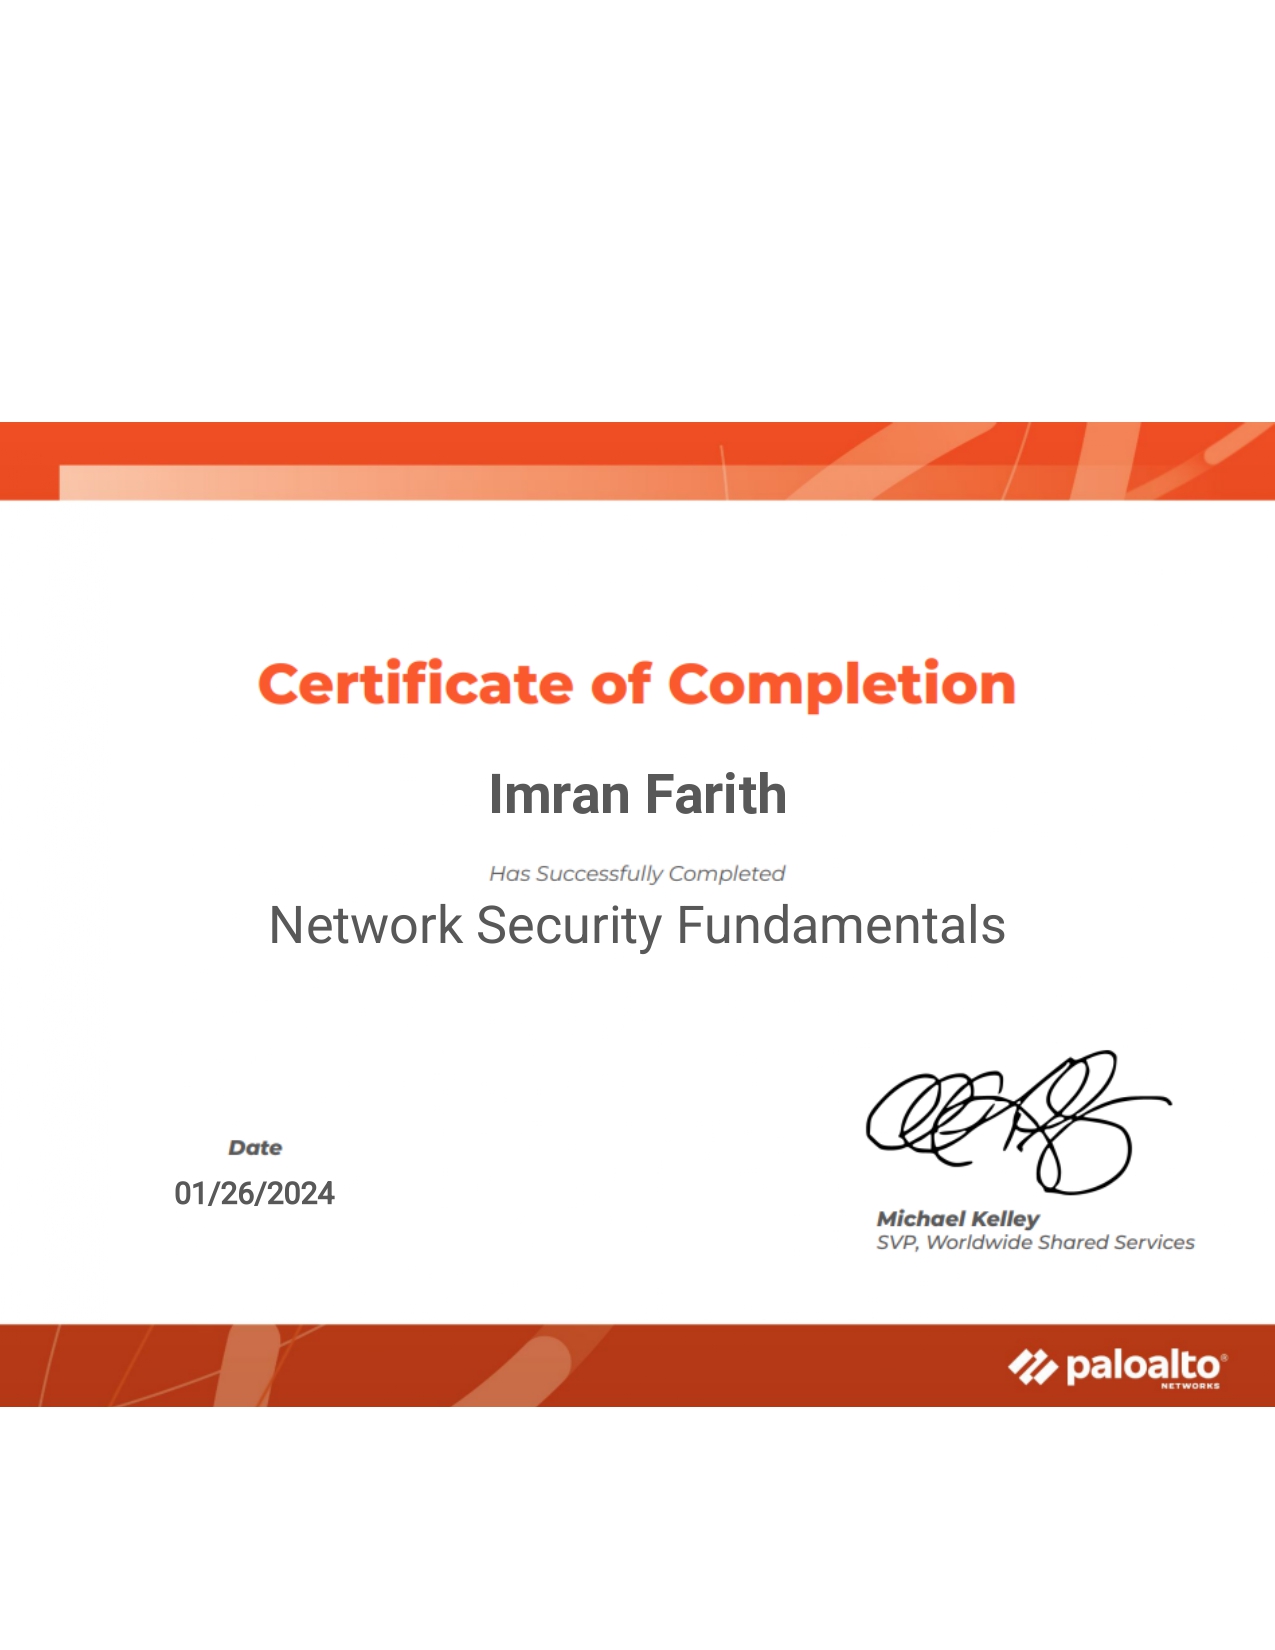 Certificate of Completion
Imran Farith
Has Successfully Completed
Network Security Fundamentals
Date
01/26/2024
Michael Kelley
SVP, Worldwide Shared Services
paloalto®
NETWORKS